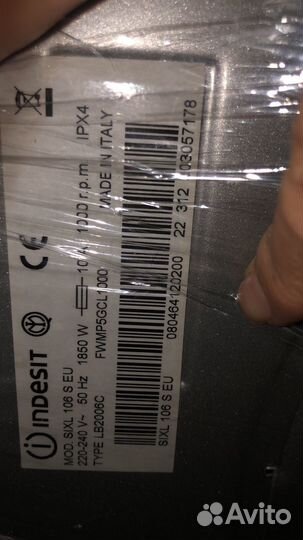 INDESIT
MOD. SIXL 106 S EU
220-240 V~ 50 Hz 1850 W 10A 1000 r.p.m IPX4
TYPE LB2006C FWMP5GCL1000 MADE IN ITALY
SIXL 106 S EU 080464120200 22 312 03057178
Avito